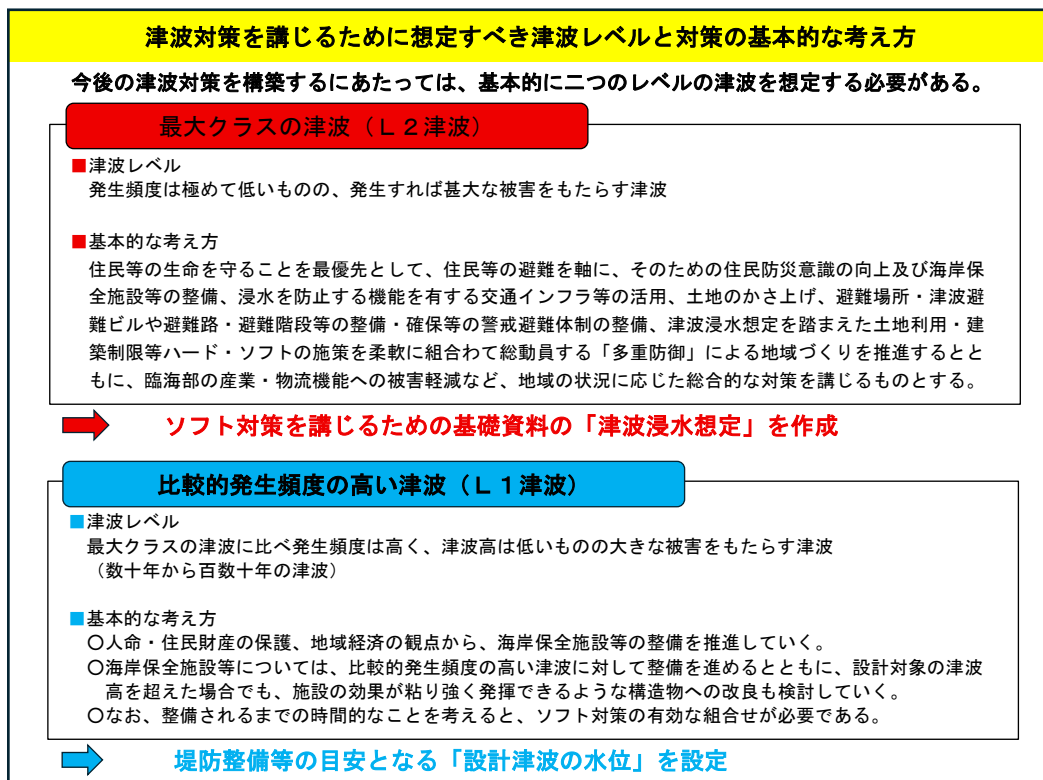 津波対策を講じるために想定すべき津波レベルと対策の基本的な考え方
今後の津波対策を構築するにあたっては、基本的に二つのレベルの津波を想定する必要がある。
最大クラスの津波（Ｌ２津波）
■津波レベル
発生頻度は極めて低いものの、発生すれば甚大な被害をもたらす津波
■基本的な考え方
住民等の生命を守ることを最優先として、住民等の避難を軸に、そのための住民防災意識の向上及び海岸保
全施設等の整備、浸水を防止する機能を有する交通インフラ等の活用、土地のかさ上げ、避難場所・津波避
難ビルや避難路・避難階段等の整備・確保等の警戒避難体制の整備、津波浸水想定を踏まえた土地利用・建
築制限等ハード・ソフトの施策を柔軟に組合わて総動員する「多重防御」による地域づくりを推進するとと
もに、臨海部の産業・物流機能への被害軽減など、地域の状況に応じた総合的な対策を講じるものとする。
ソフト対策を講じるための基礎資料の「津波浸水想定」を作成
比較的発生頻度の高い津波（Ｌ１津波）
■津波レベル
最大クラスの津波に比べ発生頻度は高く、津波高は低いものの大きな被害をもたらす津波
（数十年から百数十年の津波）
■基本的な考え方
〇人命・住民財産の保護、地域経済の観点から、海岸保全施設等の整備を推進していく。
〇海岸保全施設等については、比較的発生頻度の高い津波に対して整備を進めるとともに、設計対象の津波
高を超えた場合でも、施設の効果が粘り強く発揮できるような構造物への改良も検討していく。
〇なお、整備されるまでの時間的なことを考えると、ソフト対策の有効な組合せが必要である。
堤防整備等の目安となる「設計津波の水位」を設定